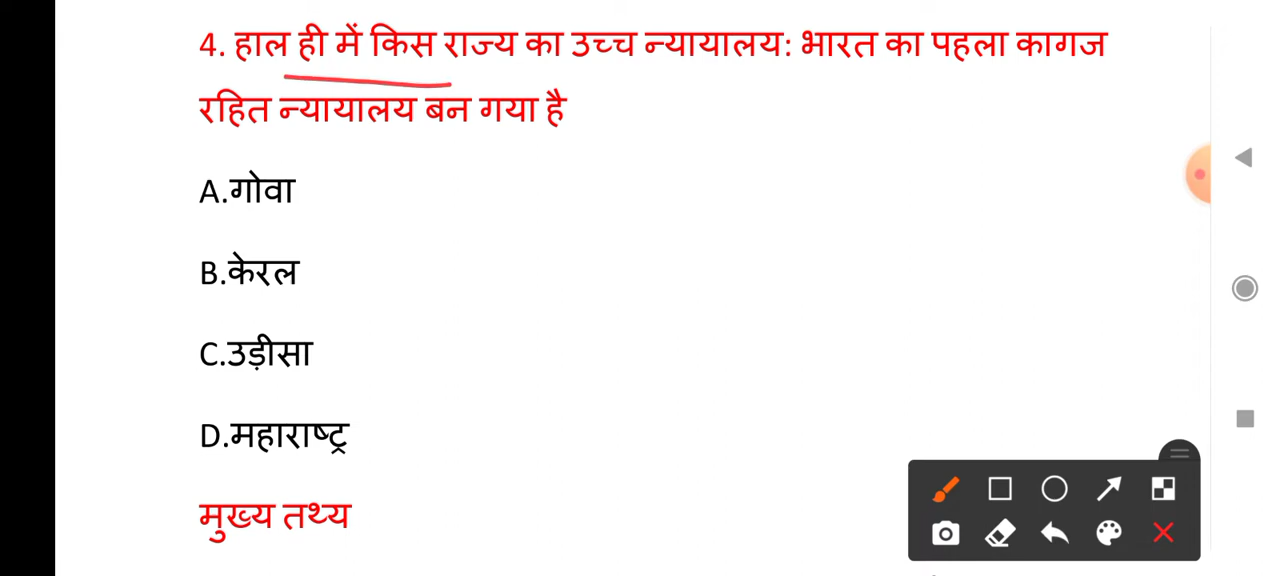 4. हाल ही में किस राज्य का उच्च न्यायालय: भारत का पहला कागज
रहित न्यायालय बन गया है
A.गोवा
B.केरल
C.उड़ीसा
D.महाराष्ट्र
मुख्य तथ्य